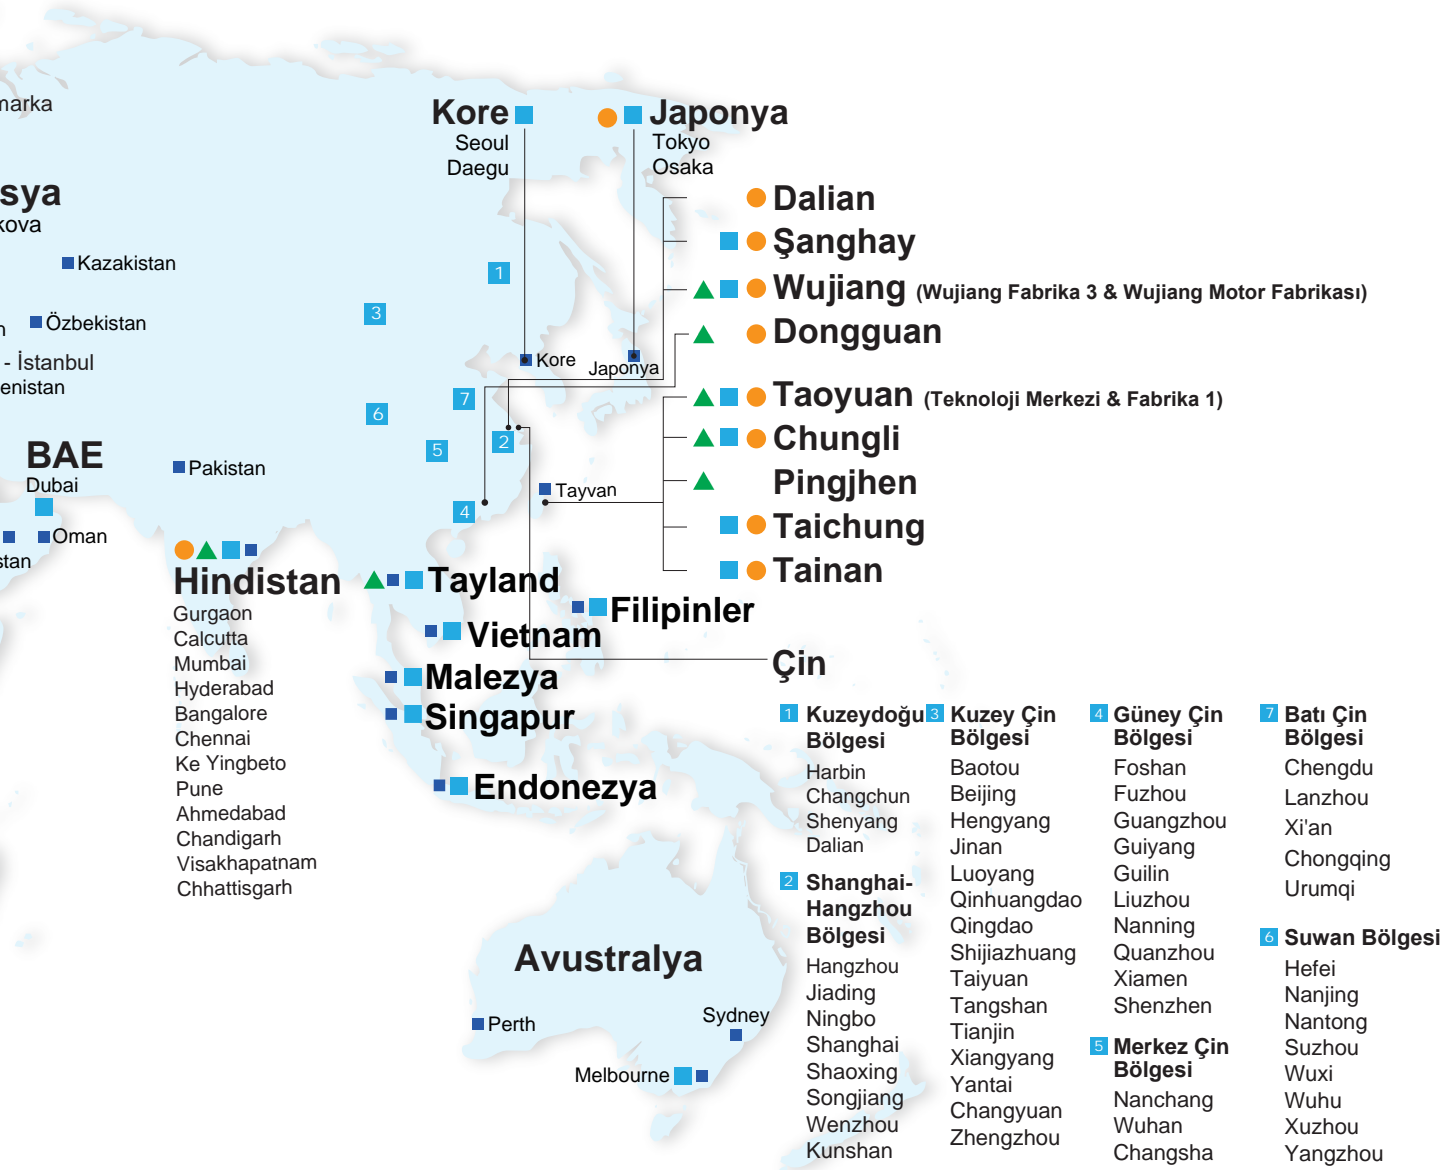 marka
sya
kova
Kazakistan
Özbekistan
n
- İstanbul
enistan
BAE
Dubai
Pakistan
Oman
stan
Kore
Seoul
Daegu
Japonya
Tokyo
Osaka
Dalian
Şanghay
Wujiang (Wujiang Fabrika 3 & Wujiang Motor Fabrikası)
Dongguan
Taoyuan (Teknoloji Merkezi & Fabrika 1)
Chungli
Pingjhen
Taichung
Tainan
1
3
Kore
Japonya
7
6
2
5
4
Tayvan
Hindistan
Gurgaon
Calcutta
Mumbai
Hyderabad
Bangalore
Chennai
Ke Yingbeto
Pune
Ahmedabad
Chandigarh
Visakhapatnam
Chhattisgarh
Tayland
Filipinler
Vietnam
Malezya
Singapur
Endonezya
Avustralya
Perth
Sydney
Melbourne
Çin
1 Kuzeydoğu
Bölgesi
Harbin
Changchun
Shenyang
Dalian
2 Shanghai-
Hangzhou
Bölgesi
Hangzhou
Jiading
Ningbo
Shanghai
Shaoxing
Songjiang
Wenzhou
Kunshan
3 Kuzey Çin
Bölgesi
Baotou
Beijing
Hengyang
Jinan
Luoyang
Qinhuangdao
Qingdao
Shijiazhuang
Taiyuan
Tangshan
Tianjin
Xiangyang
Yantai
Changyuan
Zhengzhou
4 Güney Çin
Bölgesi
Foshan
Fuzhou
Guangzhou
Guiyang
Guilin
Liuzhou
Nanning
Quanzhou
Xiamen
Shenzhen
5 Merkez Çin
Bölgesi
Nanchang
Wuhan
Changsha
7 Batı Çin
Bölgesi
Chengdu
Lanzhou
Xi'an
Chongqing
Urumqi
6 Suwan Bölgesi
Hefei
Nanjing
Nantong
Suzhou
Wuxi
Wuhu
Xuzhou
Yangzhou